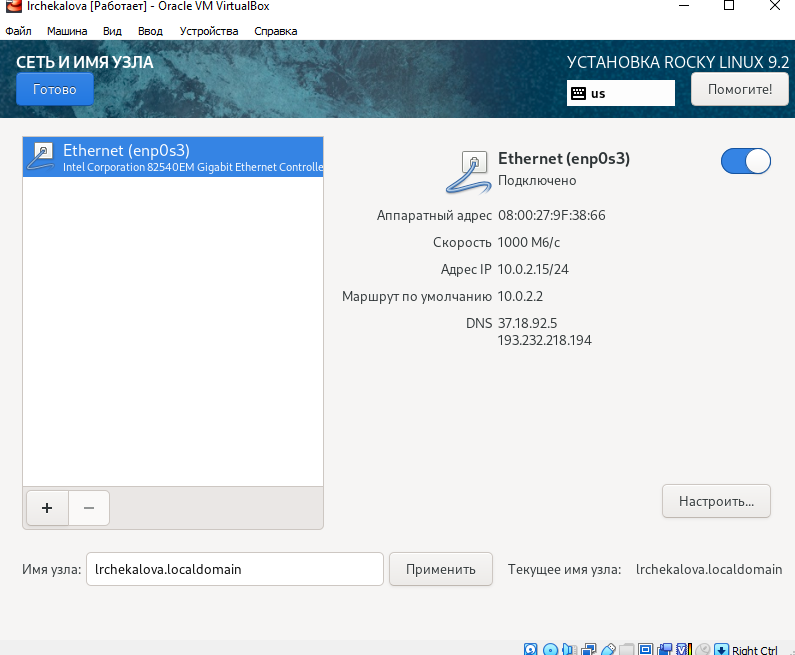 lrchekalova [Работает] - Oracle VM VirtualBox
Файл Машина Вид Ввод Устройства Справка
СЕТЬ И ИМЯ УЗЛА
УСТАНОВКА ROCKY LINUX 9.2
Готово
us
Помогите!
Ethernet (enp0s3)
Intel Corporation 82540EM Gigabit Ethernet Controlle
Ethernet (enp0s3)
Подключено
Аппаратный адрес 08:00:27:9F:38:66
Скорость 1000 Мб/с
Адрес IP 10.0.2.15/24
Маршрут по умолчанию 10.0.2.2
DNS 37.18.92.5
193.232.218.194
+ −
Настроить...
Имя узла: lrchekalova.localdomain Применить Текущее имя узла: lrchekalova.localdomain
Right Ctrl